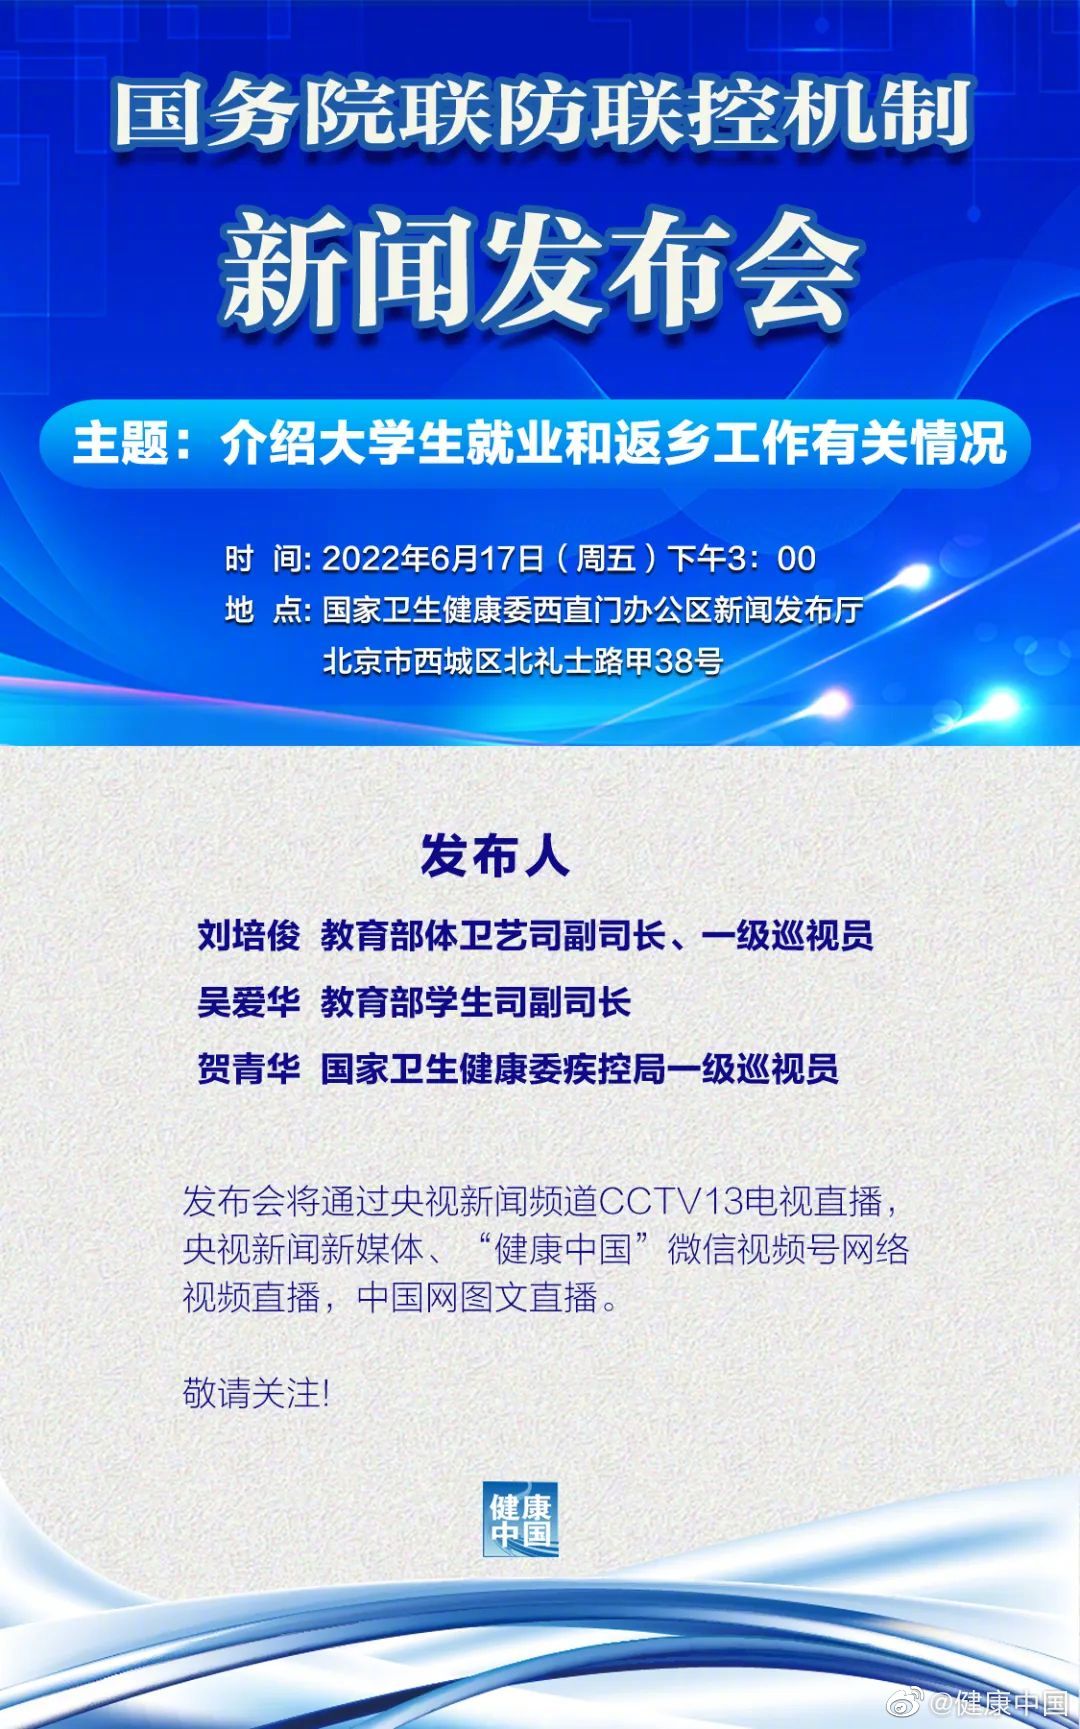 国务院联防联控机制
新闻发布会
主题：介绍大学生就业和返乡工作有关情况
时 间: 2022年6月17日（周五）下午3：00
地 点: 国家卫生健康委西直门办公区新闻发布厅
北京市西城区北礼士路甲38号
发布人
刘培俊 教育部体卫艺司副司长、一级巡视员
吴爱华 教育部学生司副司长
贺青华 国家卫生健康委疾控局一级巡视员
发布会将通过央视新闻频道CCTV13电视直播，
央视新闻新媒体、“健康中国”微信视频号网络
视频直播，中国网图文直播。
敬请关注!
健康
中国
@健康中国